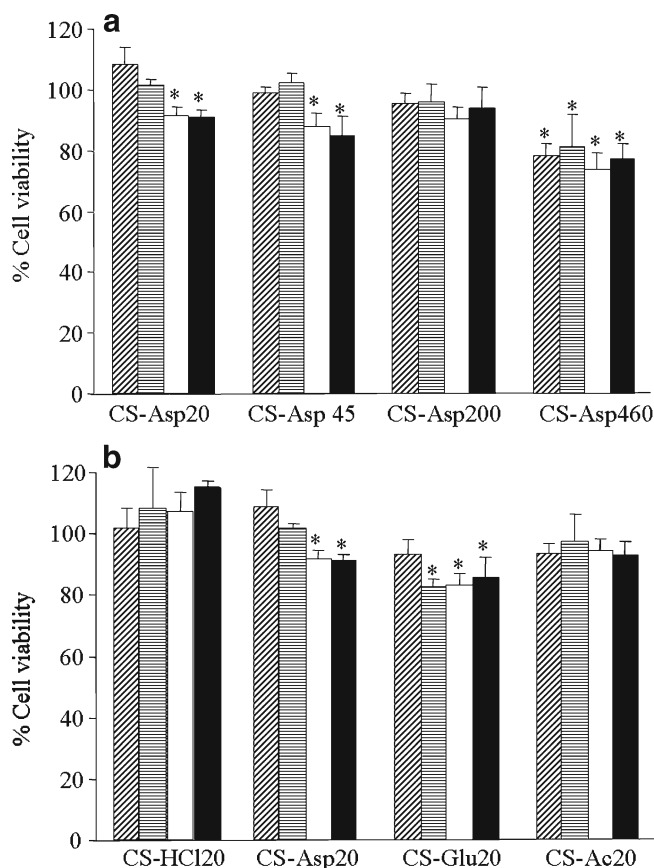 a
120
100
80
60
40
20
0
% Cell viability
* * * * * * * *
CS-Asp20 CS-Asp 45 CS-Asp200 CS-Asp460
b
120
100
80
60
40
20
0
% Cell viability
* * * * *
CS-HCl20 CS-Asp20 CS-Glu20 CS-Ac20